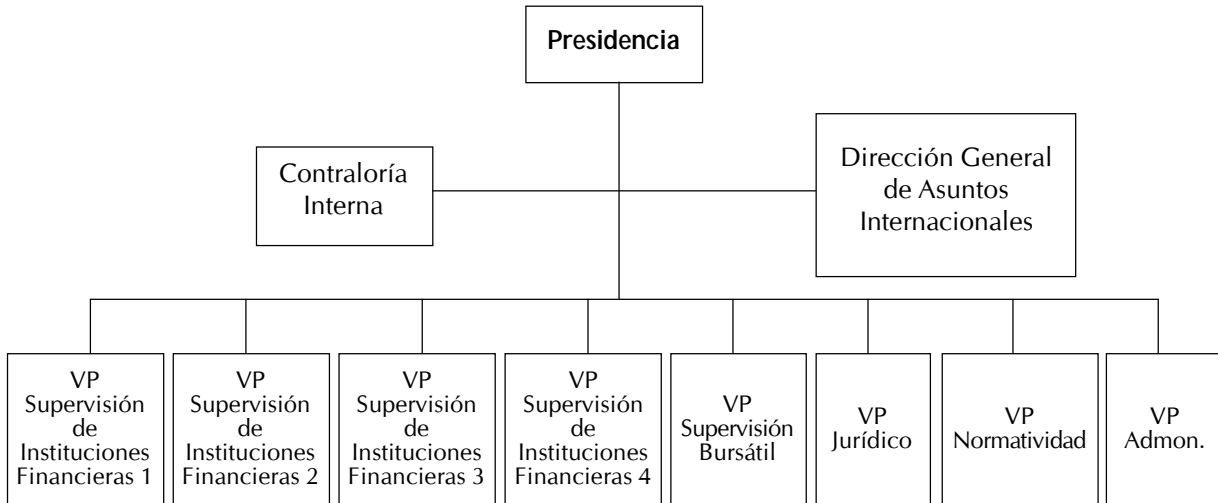 Presidencia
Contraloría
Interna
Dirección General
de Asuntos
Internacionales
VP
Supervisión
de
Instituciones
Financieras 1
VP
Supervisión
de
Instituciones
Financieras 2
VP
Supervisión
de
Instituciones
Financieras 3
VP
Supervisión de
Instituciones
Financieras 4
VP
Supervisión
Bursátil
VP
Jurídico
VP
Normatividad
VP
Admon.